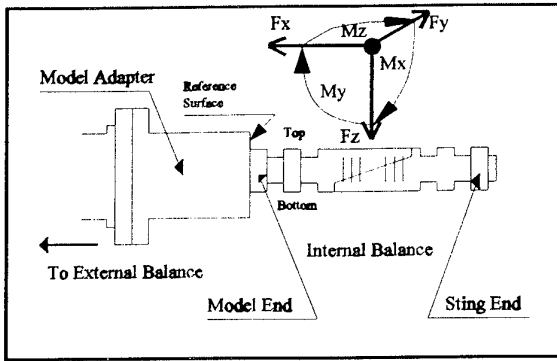 Fx
Mz
Fy
Mx
My
Fz
Model Adapter
Reference
Surface
Top
Bottom
To External Balance
Internal Balance
Model End
Sting End